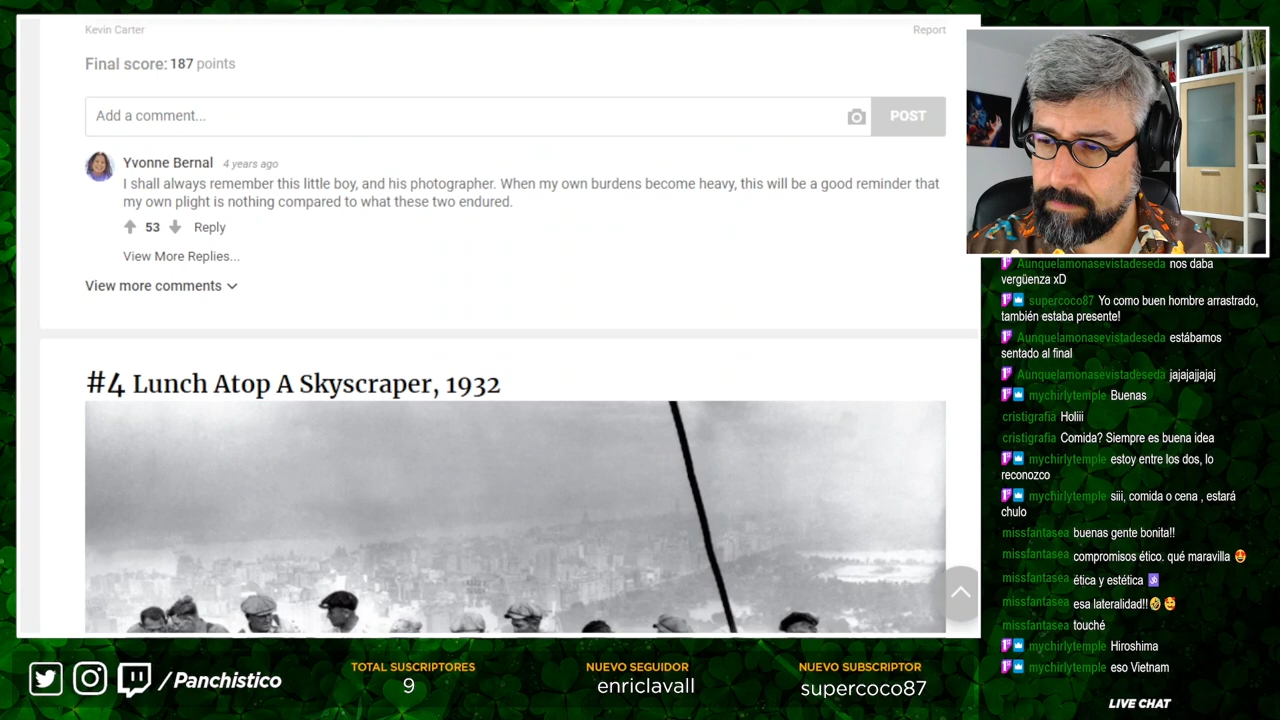 Kevin Carter
Report
Final score: 187 points
Add a comment...
POST
Yvonne Bernal 4 years ago
I shall always remember this little boy, and his photographer. When my own burdens become heavy, this will be a good reminder that
my own plight is nothing compared to what these two endured.
53 Reply
View More Replies...
View more comments
#4 Lunch Atop A Skyscraper, 1932
Aunquelamonasevistadeseda nos daba
vergüenza xD
supercoco87 Yo como buen hombre arrastrado,
también estaba presente!
Aunquelamonasevistadeseda estábamos
sentado al final
Aunquelamonasevistadeseda jajajajjajaj
mychirlytemple Buenas
cristigrafia Holiii
cristigrafia Comida? Siempre es buena idea
mychirlytemple estoy entre los dos, lo
reconozco
mychirlytemple siii, comida o cena , estará
chulo
missfantasea buenas gente bonita!!
missfantasea compromisos ético. qué maravilla 😍
missfantasea ética y estética 🕉
missfantasea esa lateralidad!!🤣🥰
missfantasea touché
mychirlytemple Hiroshima
mychirlytemple eso Vietnam
LIVE CHAT
/Panchistico
TOTAL SUSCRIPTORES
9
NUEVO SEGUIDOR
enriclavall
NUEVO SUBSCRIPTOR
supercoco87